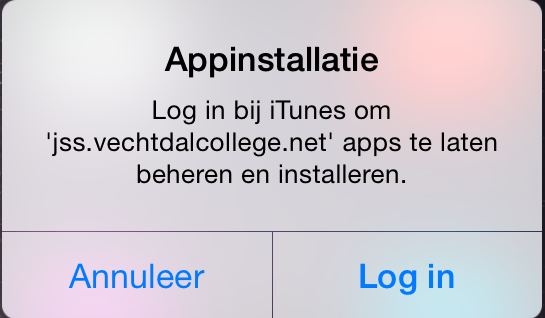 Appinstallatie
Log in bij iTunes om
'jss.vechtdalcollege.net' apps te laten
beheren en installeren.
Annuleer
Log in